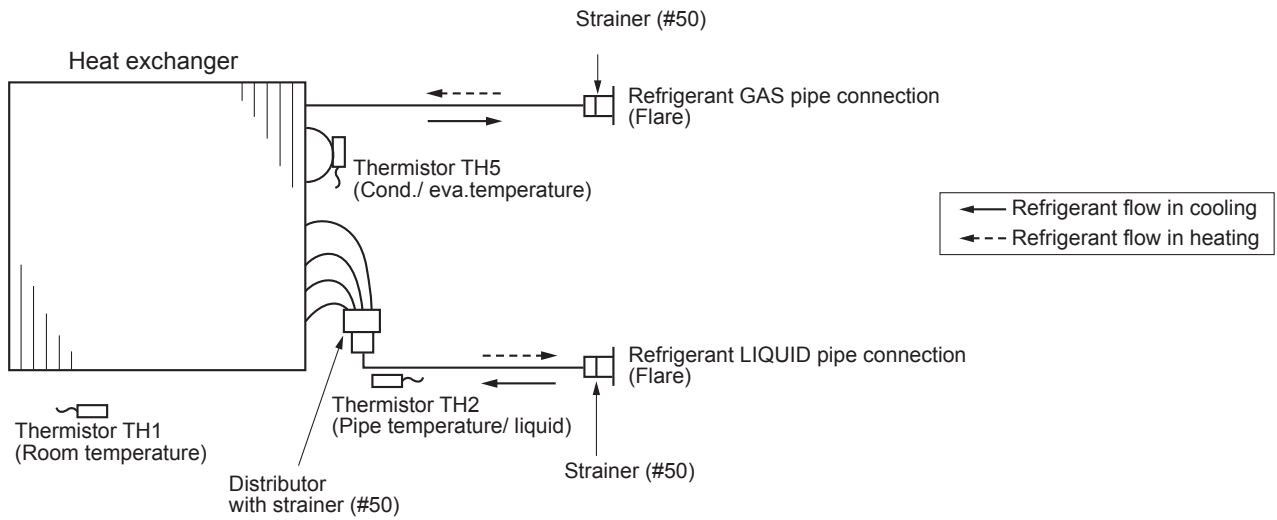 Strainer (#50)
Heat exchanger
Refrigerant GAS pipe connection
(Flare)
Thermistor TH5
(Cond./ eva.temperature)
Refrigerant flow in cooling
Refrigerant flow in heating
Refrigerant LIQUID pipe connection
(Flare)
Thermistor TH2
(Pipe temperature/ liquid)
Thermistor TH1
(Room temperature)
Strainer (#50)
Distributor
with strainer (#50)